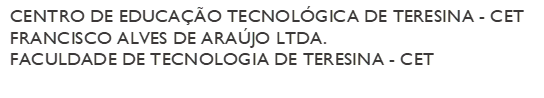 CENTRO DE EDUCAÇÃO TECNOLÓGICA DE TERESINA - CET
FRANCISCO ALVES DE ARAÚJO LTDA.
FACULDADE DE TECNOLOGIA DE TERESINA - CET